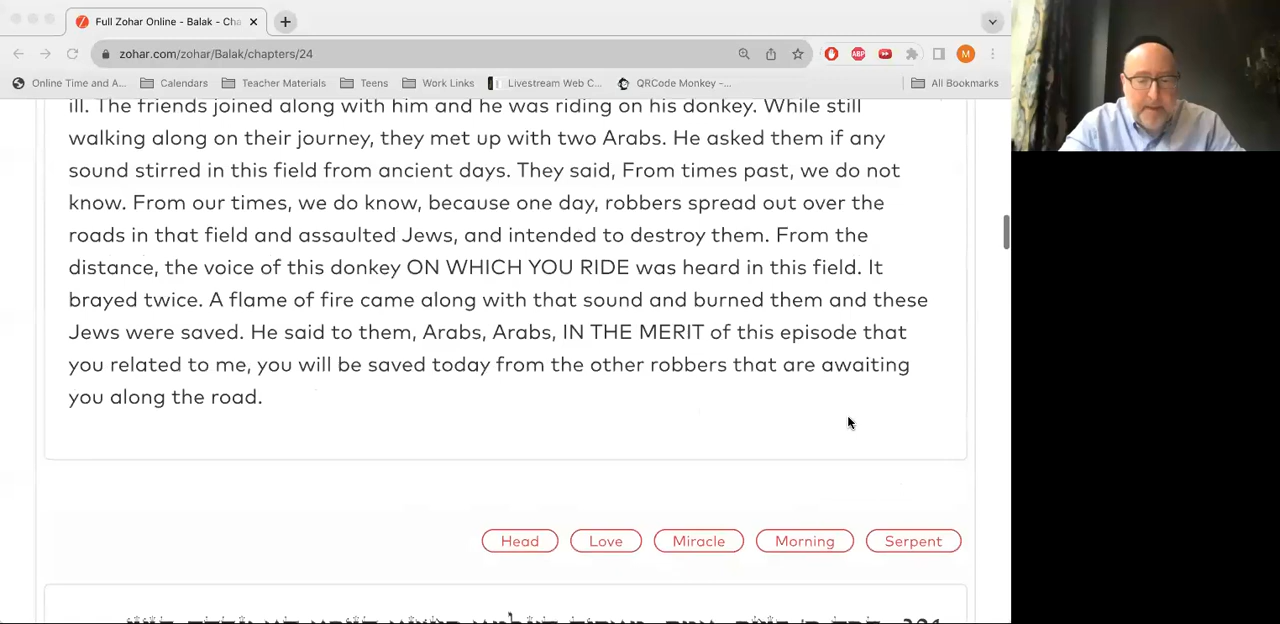 Full Zohar Online - Balak - Cha
zohar.com/zohar/Balak/chapters/24
ABP
M
Online Time and A...
Calendars
Teacher Materials
Teens
Work Links
Livestream Web C...
QRCode Monkey -...
All Bookmarks
ill. The friends joined along with him and he was riding on his donkey. While still
walking along on their journey, they met up with two Arabs. He asked them if any
sound stirred in this field from ancient days. They said, From times past, we do not
know. From our times, we do know, because one day, robbers spread out over the
roads in that field and assaulted Jews, and intended to destroy them. From the
distance, the voice of this donkey ON WHICH YOU RIDE was heard in this field. It
brayed twice. A flame of fire came along with that sound and burned them and these
Jews were saved. He said to them, Arabs, Arabs, IN THE MERIT of this episode that
you related to me, you will be saved today from the other robbers that are awaiting
you along the road.
Head
Love
Miracle
Morning
Serpent